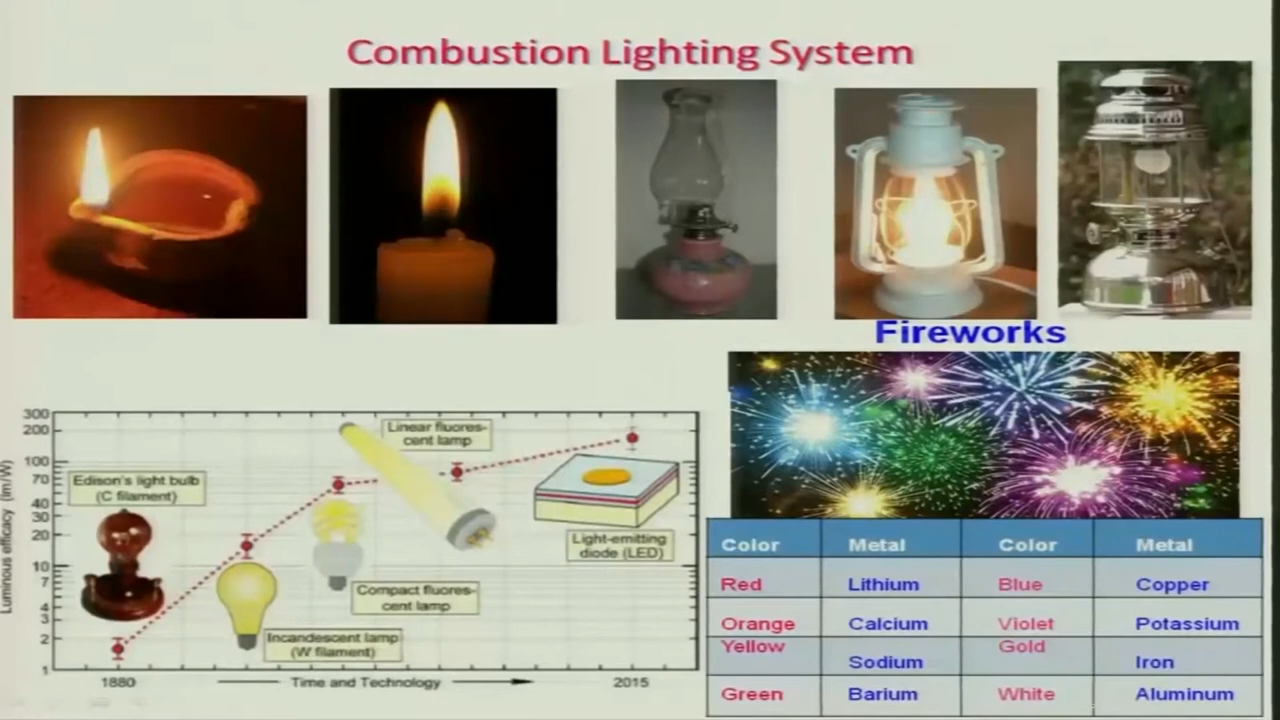 Combustion Lighting System
Fireworks
300
200
100
70
40
30
20
10
7
4
3
2
1
Luminous efficacy (lm/W)
Edison's light bulb
(C filament)
Linear fluores-
cent lamp
Light-emitting
diode (LED)
Compact fluores-
cent lamp
Incandescent lamp
(W filament)
1880
Time and Technology
2015
Color Metal Color Metal
Red Lithium Blue Copper
Orange Calcium Violet Potassium
Yellow Sodium Gold Iron
Green Barium White Aluminum